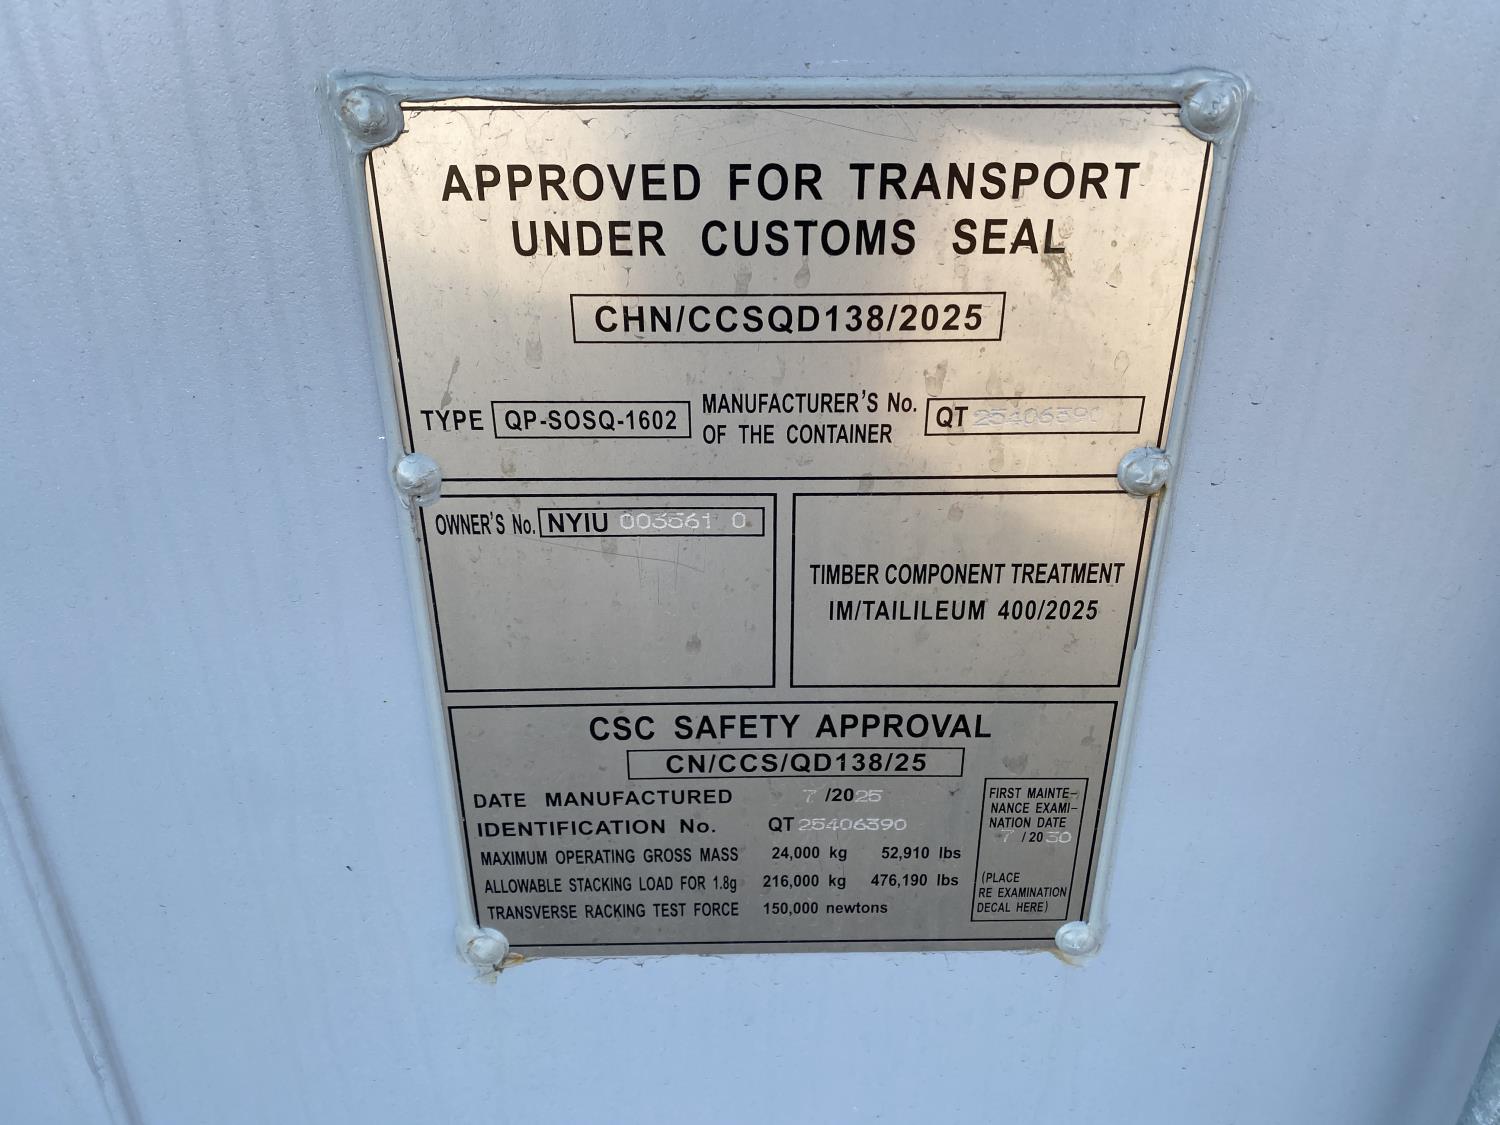 APPROVED FOR TRANSPORT
UNDER CUSTOMS SEAL
CHN/CCSQD138/2025
TYPE QP-SOSQ-1602 MANUFACTURER'S No. OF THE CONTAINER QT 25406390
OWNER'S No. NYIU 003561 0
TIMBER COMPONENT TREATMENT
IM/TAILILEUM 400/2025
CSC SAFETY APPROVAL
CN/CCS/QD138/25
DATE MANUFACTURED 7 /2025
IDENTIFICATION No. QT 25406390
MAXIMUM OPERATING GROSS MASS 24,000 kg 52,910 lbs
ALLOWABLE STACKING LOAD FOR 1.8g 216,000 kg 476,190 lbs
TRANSVERSE RACKING TEST FORCE 150,000 newtons
FIRST MAINTE-
NANCE EXAMI-
NATION DATE
7 /2030
(PLACE
RE EXAMINATION
DECAL HERE)